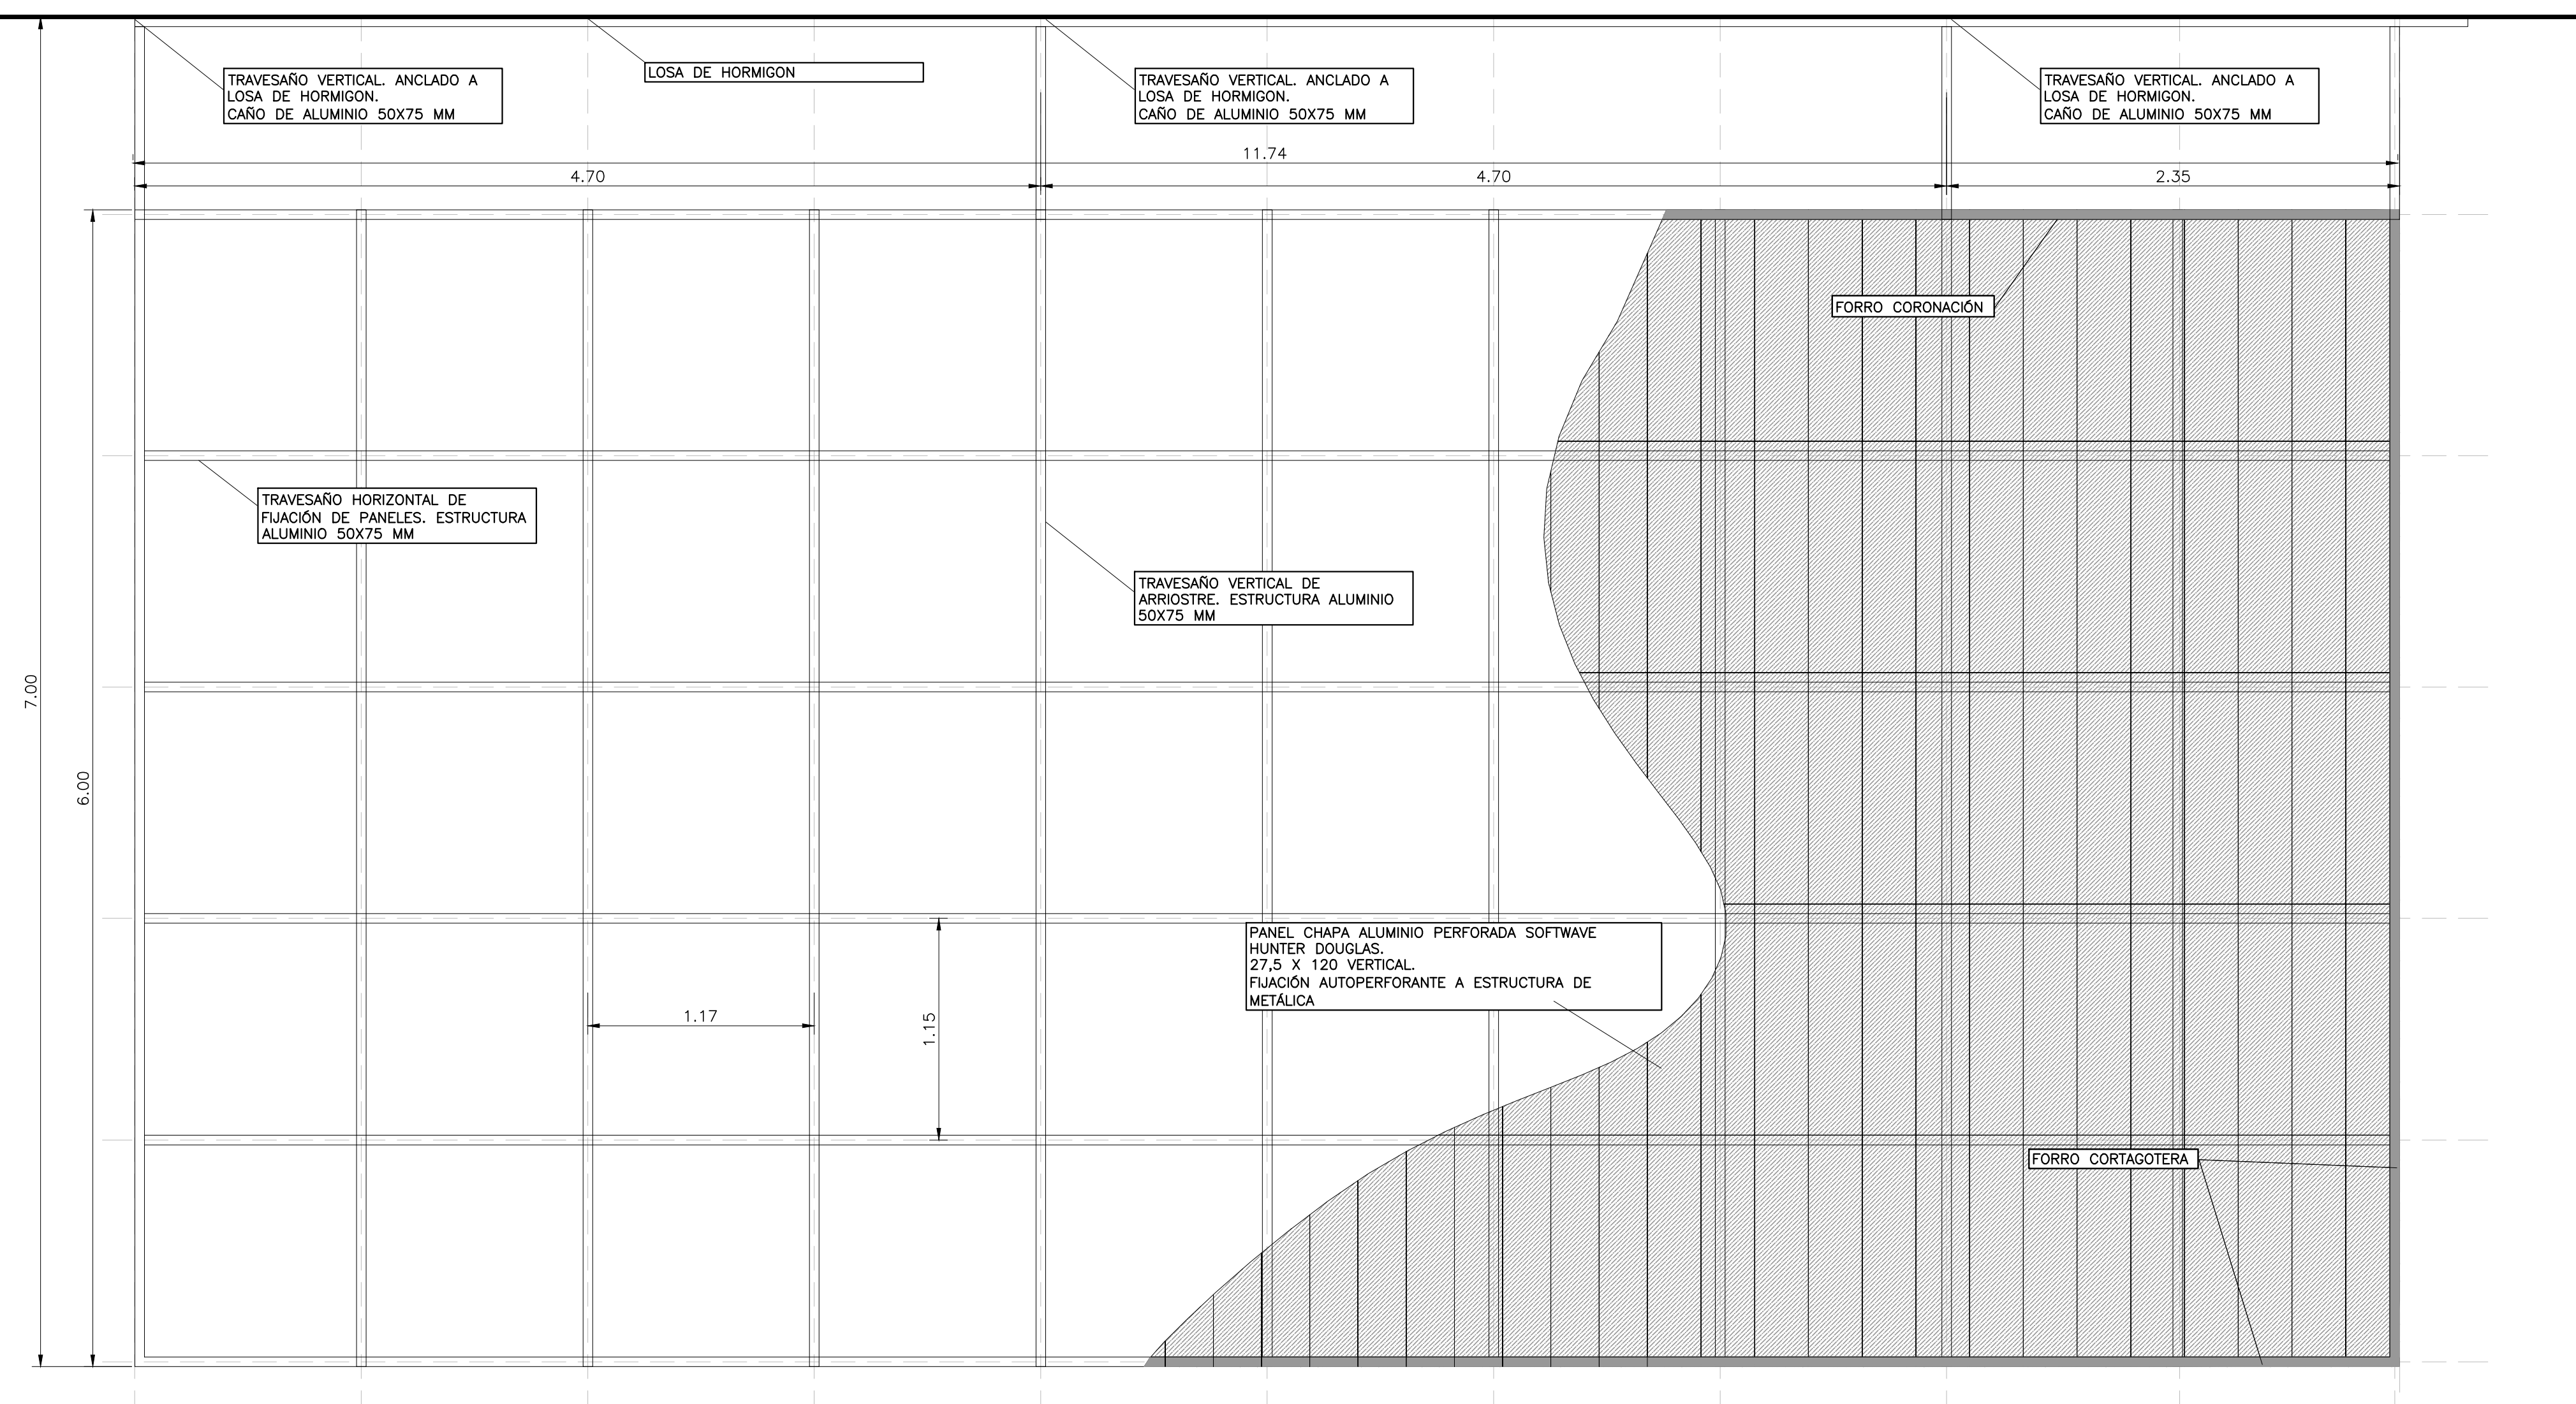 TRAVESAÑO VERTICAL. ANCLADO A
LOSA DE HORMIGON.
CAÑO DE ALUMINIO 50X75 MM
LOSA DE HORMIGON
TRAVESAÑO VERTICAL. ANCLADO A
LOSA DE HORMIGON.
CAÑO DE ALUMINIO 50X75 MM
TRAVESAÑO VERTICAL. ANCLADO A
LOSA DE HORMIGON.
CAÑO DE ALUMINIO 50X75 MM
11.74
4.70
4.70
2.35
FORRO CORONACIÓN
TRAVESAÑO HORIZONTAL DE
FIJACIÓN DE PANELES. ESTRUCTURA
ALUMINIO 50X75 MM
TRAVESAÑO VERTICAL DE
ARRIOSTRE. ESTRUCTURA ALUMINIO
50X75 MM
7.00
6.00
PANEL CHAPA ALUMINIO PERFORADA SOFTWAVE
HUNTER DOUGLAS.
27,5 X 120 VERTICAL.
FIJACIÓN AUTOPERFORANTE A ESTRUCTURA DE
METÁLICA
1.17
1.15
FORRO CORTAGOTERA